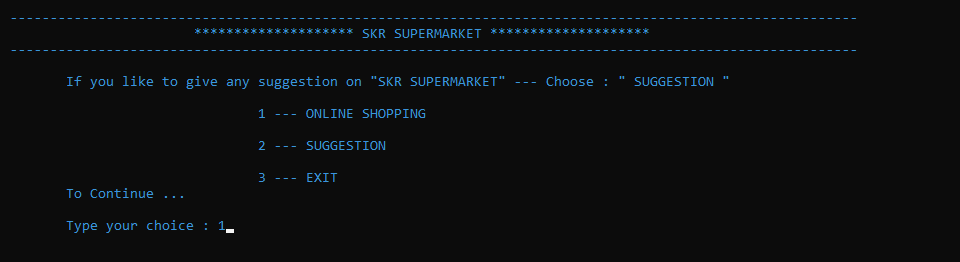 ----------------------------------------------------------------------------------------------------------
******************** SKR SUPERMARKET ********************
----------------------------------------------------------------------------------------------------------
If you like to give any suggestion on "SKR SUPERMARKET" --- Choose : " SUGGESTION "
1 --- ONLINE SHOPPING
2 --- SUGGESTION
3 --- EXIT
To Continue ...
Type your choice : 1